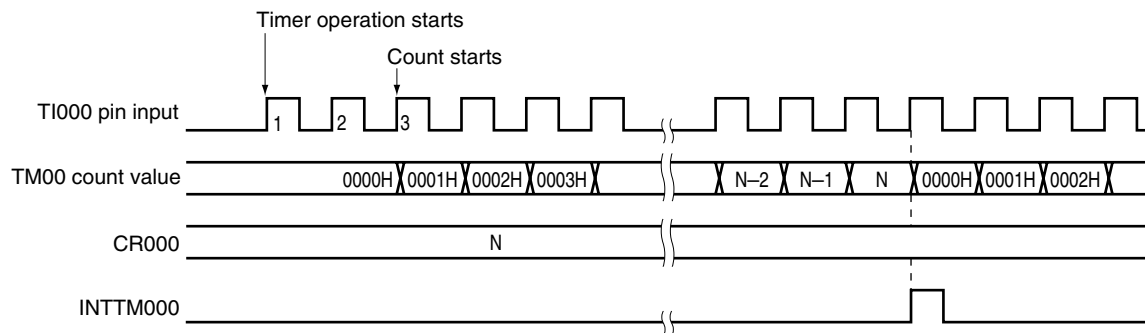 Timer operation starts
Count starts
TI000 pin input
1 2 3
TM00 count value
0000H 0001H 0002H 0003H N–2 N–1 N 0000H 0001H 0002H
CR000
N
INTTM000